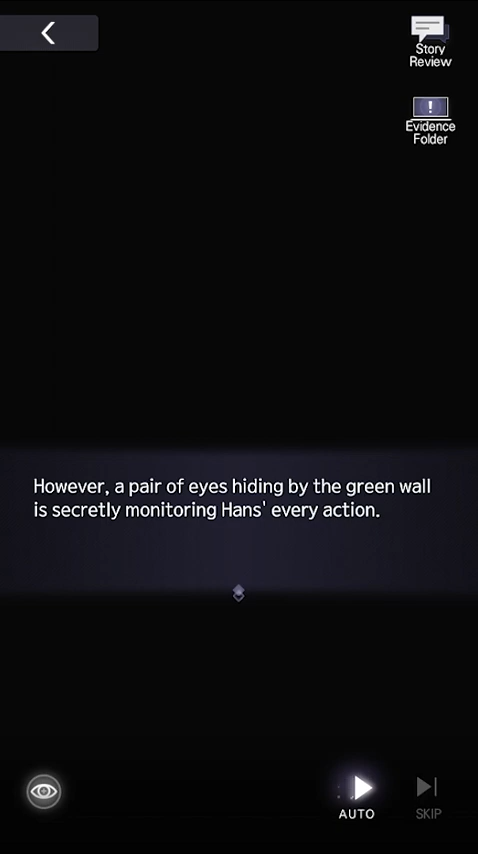 Story
Review
!
Evidence
Folder
However, a pair of eyes hiding by the green wall
is secretly monitoring Hans' every action.
AUTO
SKIP